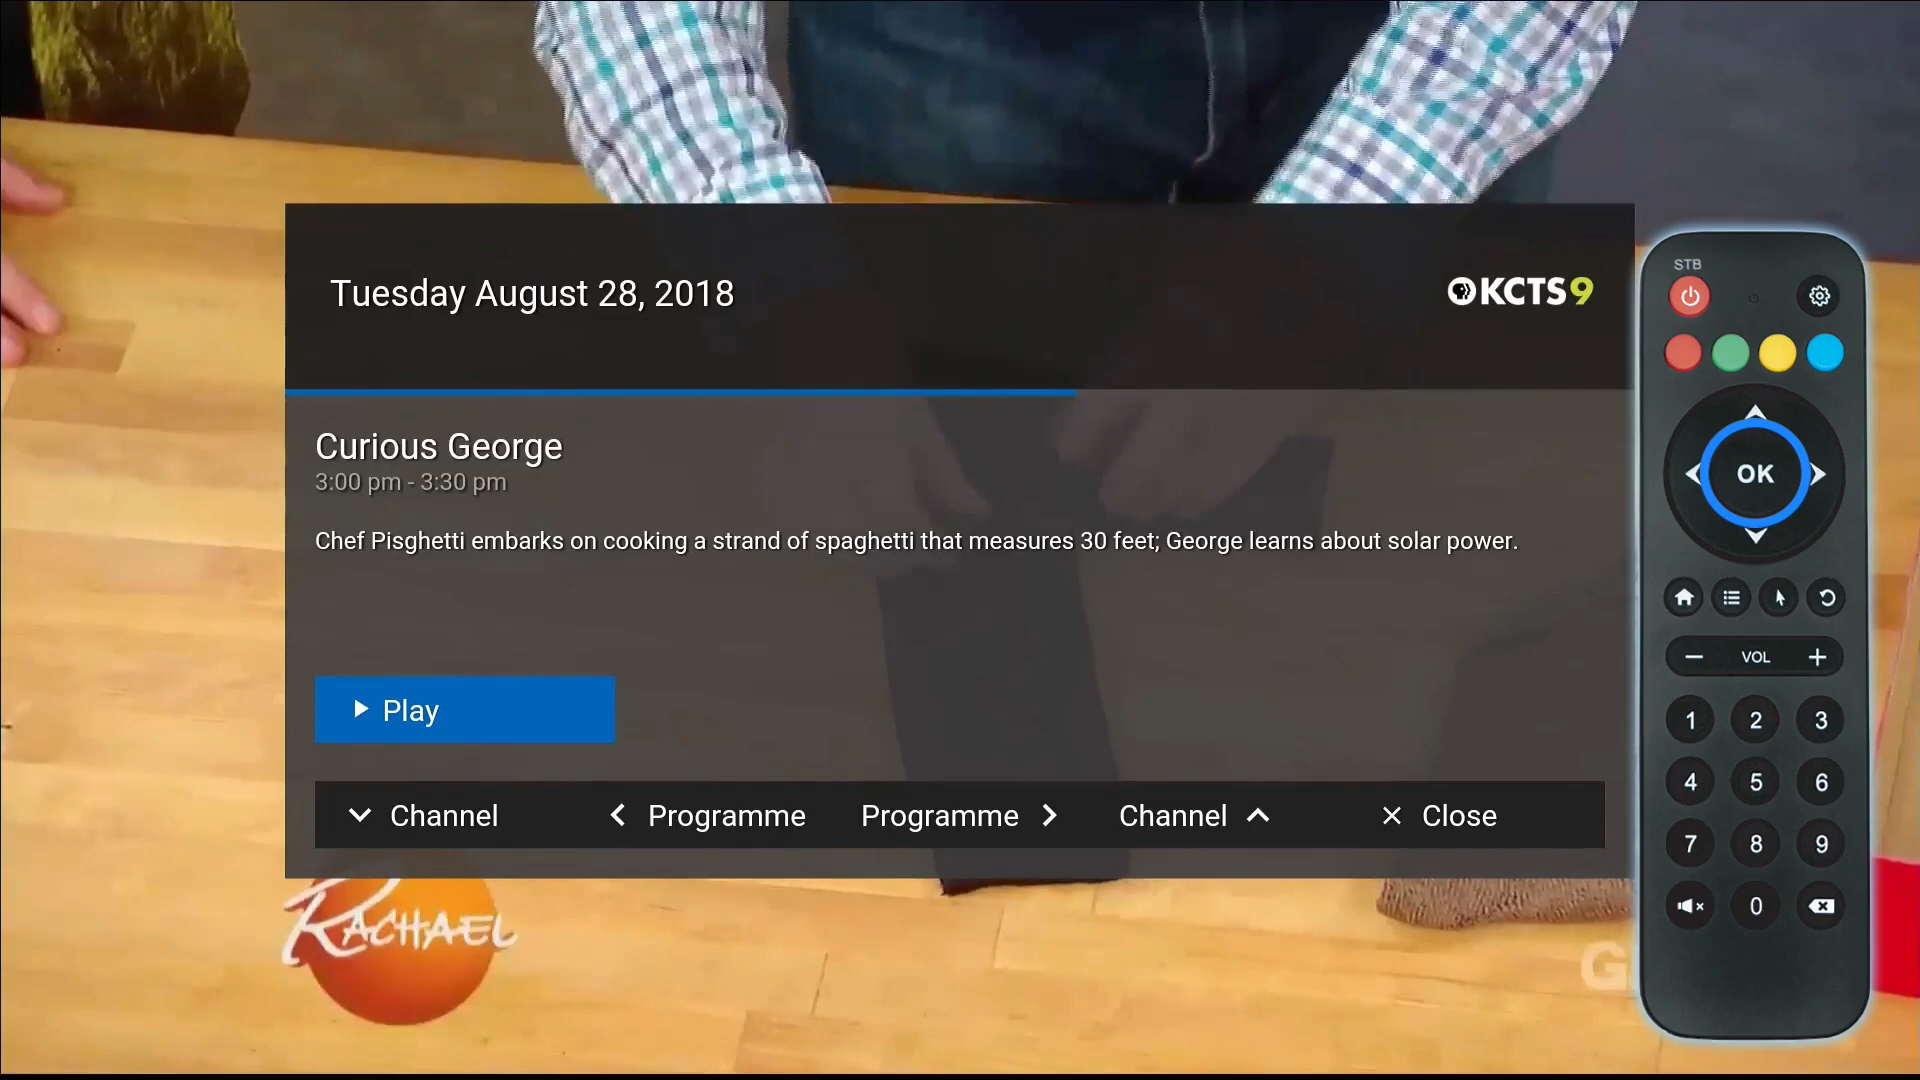 Tuesday August 28, 2018
KCTS9
Curious George
3:00 pm - 3:30 pm
Chef Pisghetti embarks on cooking a strand of spaghetti that measures 30 feet; George learns about solar power.
Play
Channel Programme Programme Channel Close
RACHAEL
G
STB
OK
VOL
1 2 3
4 5 6
7 8 9
0